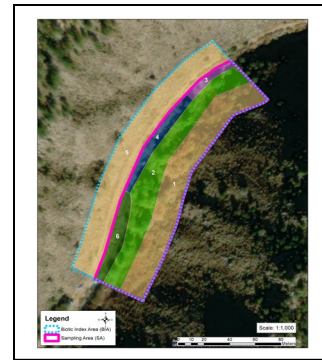 3
4
5
2
1
6
Legend
Biotic Index Area (BIA)
Sampling Area (SA)
Scale: 1:1,000
0 10 20 40 60 80
Meters